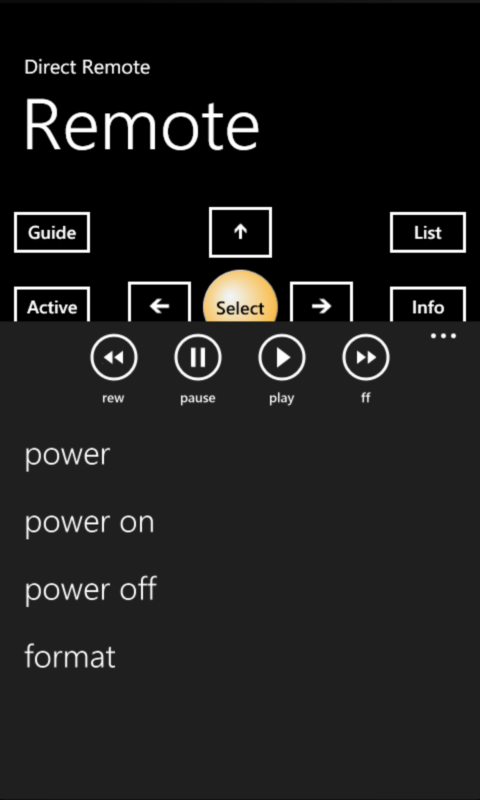 Direct Remote
Remote
Guide
List
Active
Select
Info
rew pause play ff
power
power on
power off
format